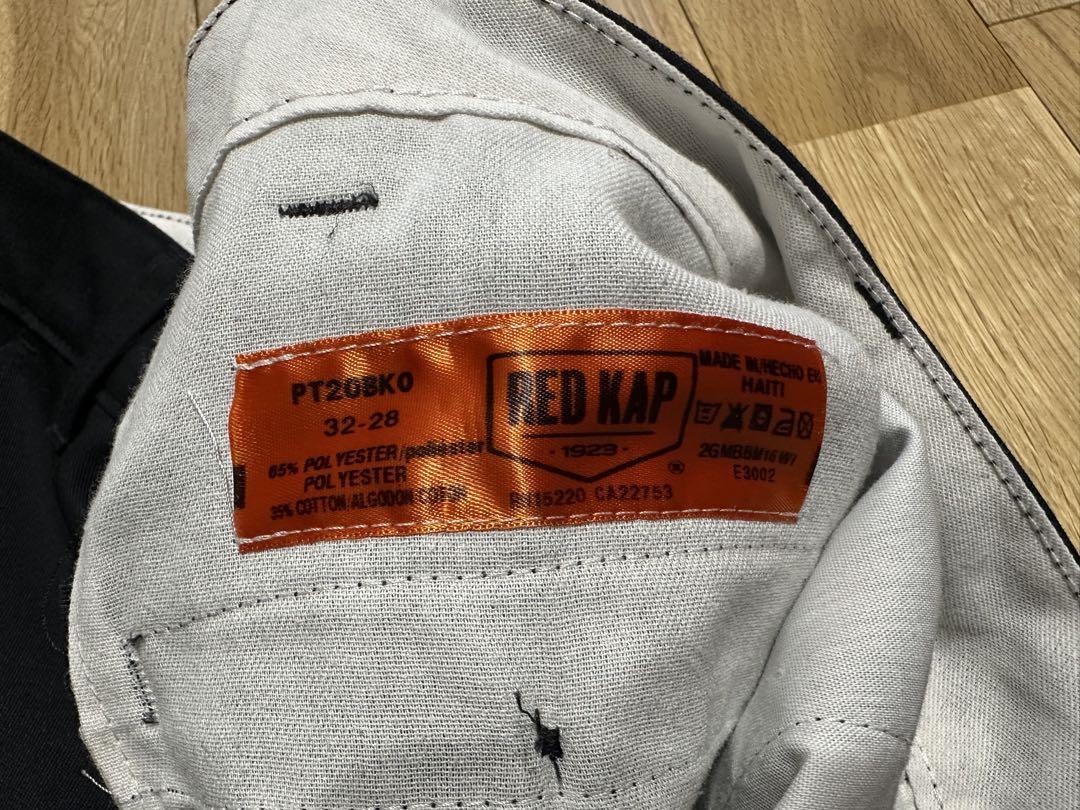 PT20BK0
32-28
65% POLYESTER/poliéster
POLYESTER
35% COTTON/ALGODON/COTON
RED KAP
·1923·
®
RN15220 CA22753
MADE IN/HECHO EN
HAITI
E3002